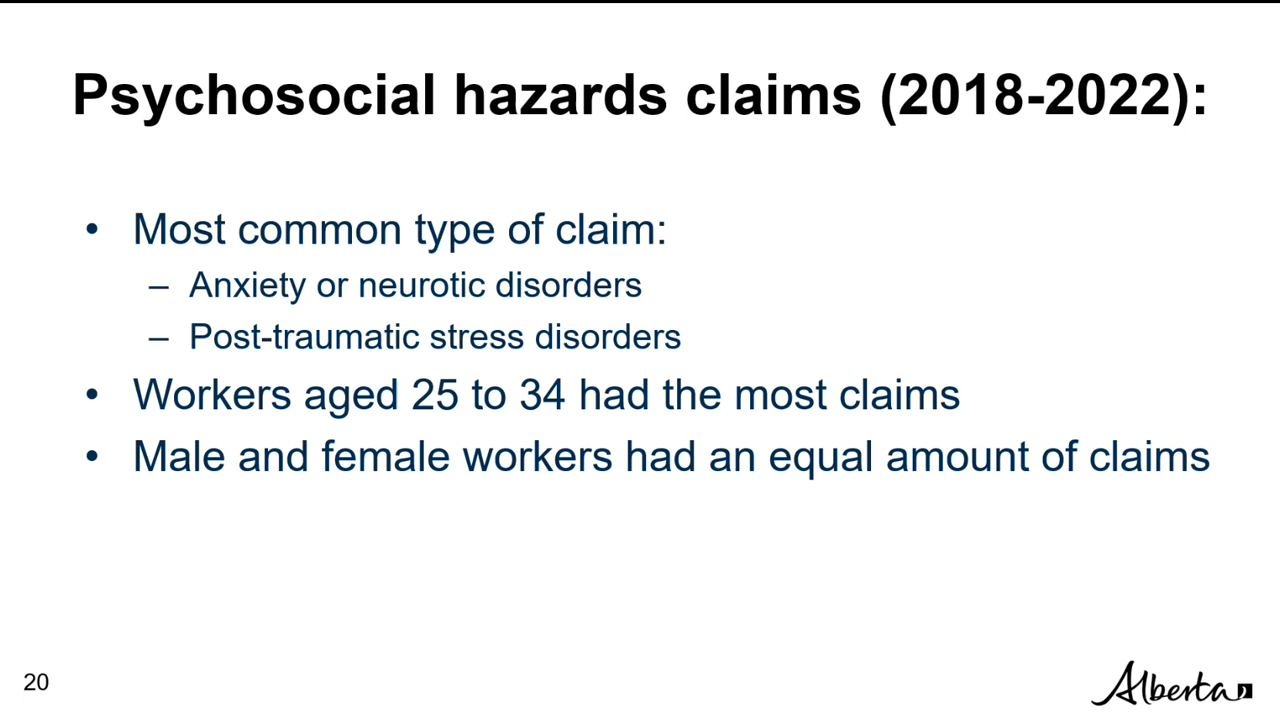 Psychosocial hazards claims (2018-2022):
• Most common type of claim:
– Anxiety or neurotic disorders
– Post-traumatic stress disorders
• Workers aged 25 to 34 had the most claims
• Male and female workers had an equal amount of claims
20
Alberta